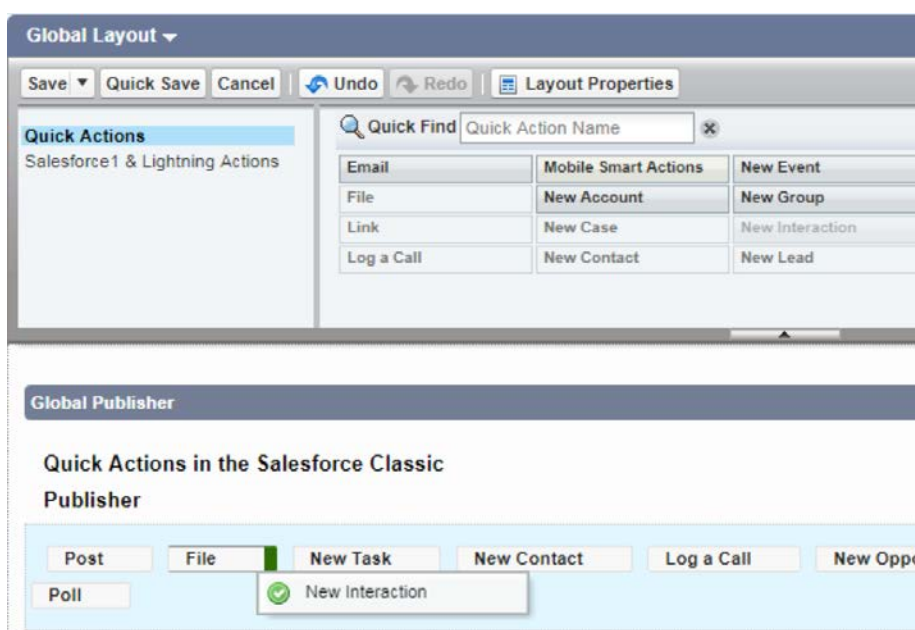 Global Layout
Save Quick Save Cancel Undo Redo Layout Properties
Quick Actions
Salesforce1 & Lightning Actions
Quick Find Quick Action Name
Email Mobile Smart Actions New Event
File New Account New Group
Link New Case New Interaction
Log a Call New Contact New Lead
Global Publisher
Quick Actions in the Salesforce Classic
Publisher
Post File New Task New Contact Log a Call New Oppo
Poll New Interaction